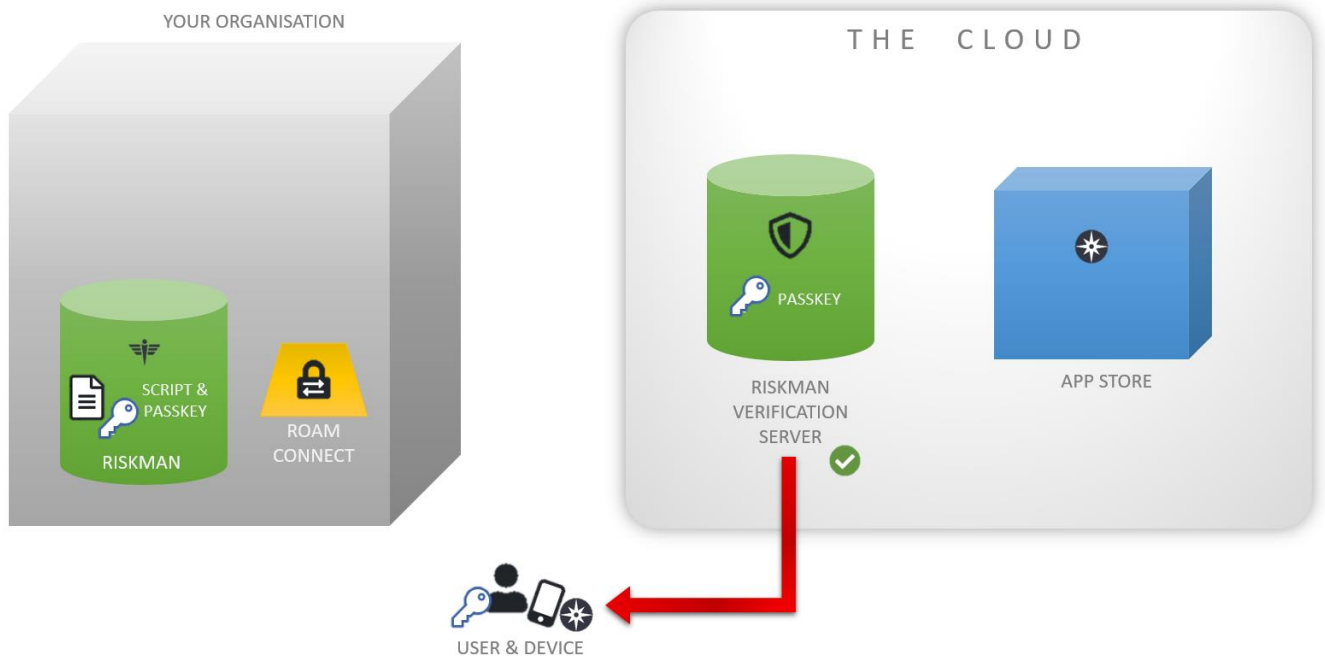 YOUR ORGANISATION
THE CLOUD
SCRIPT &
PASSKEY
RISKMAN
ROAM
CONNECT
PASSKEY
RISKMAN
VERIFICATION
SERVER
APP STORE
USER & DEVICE